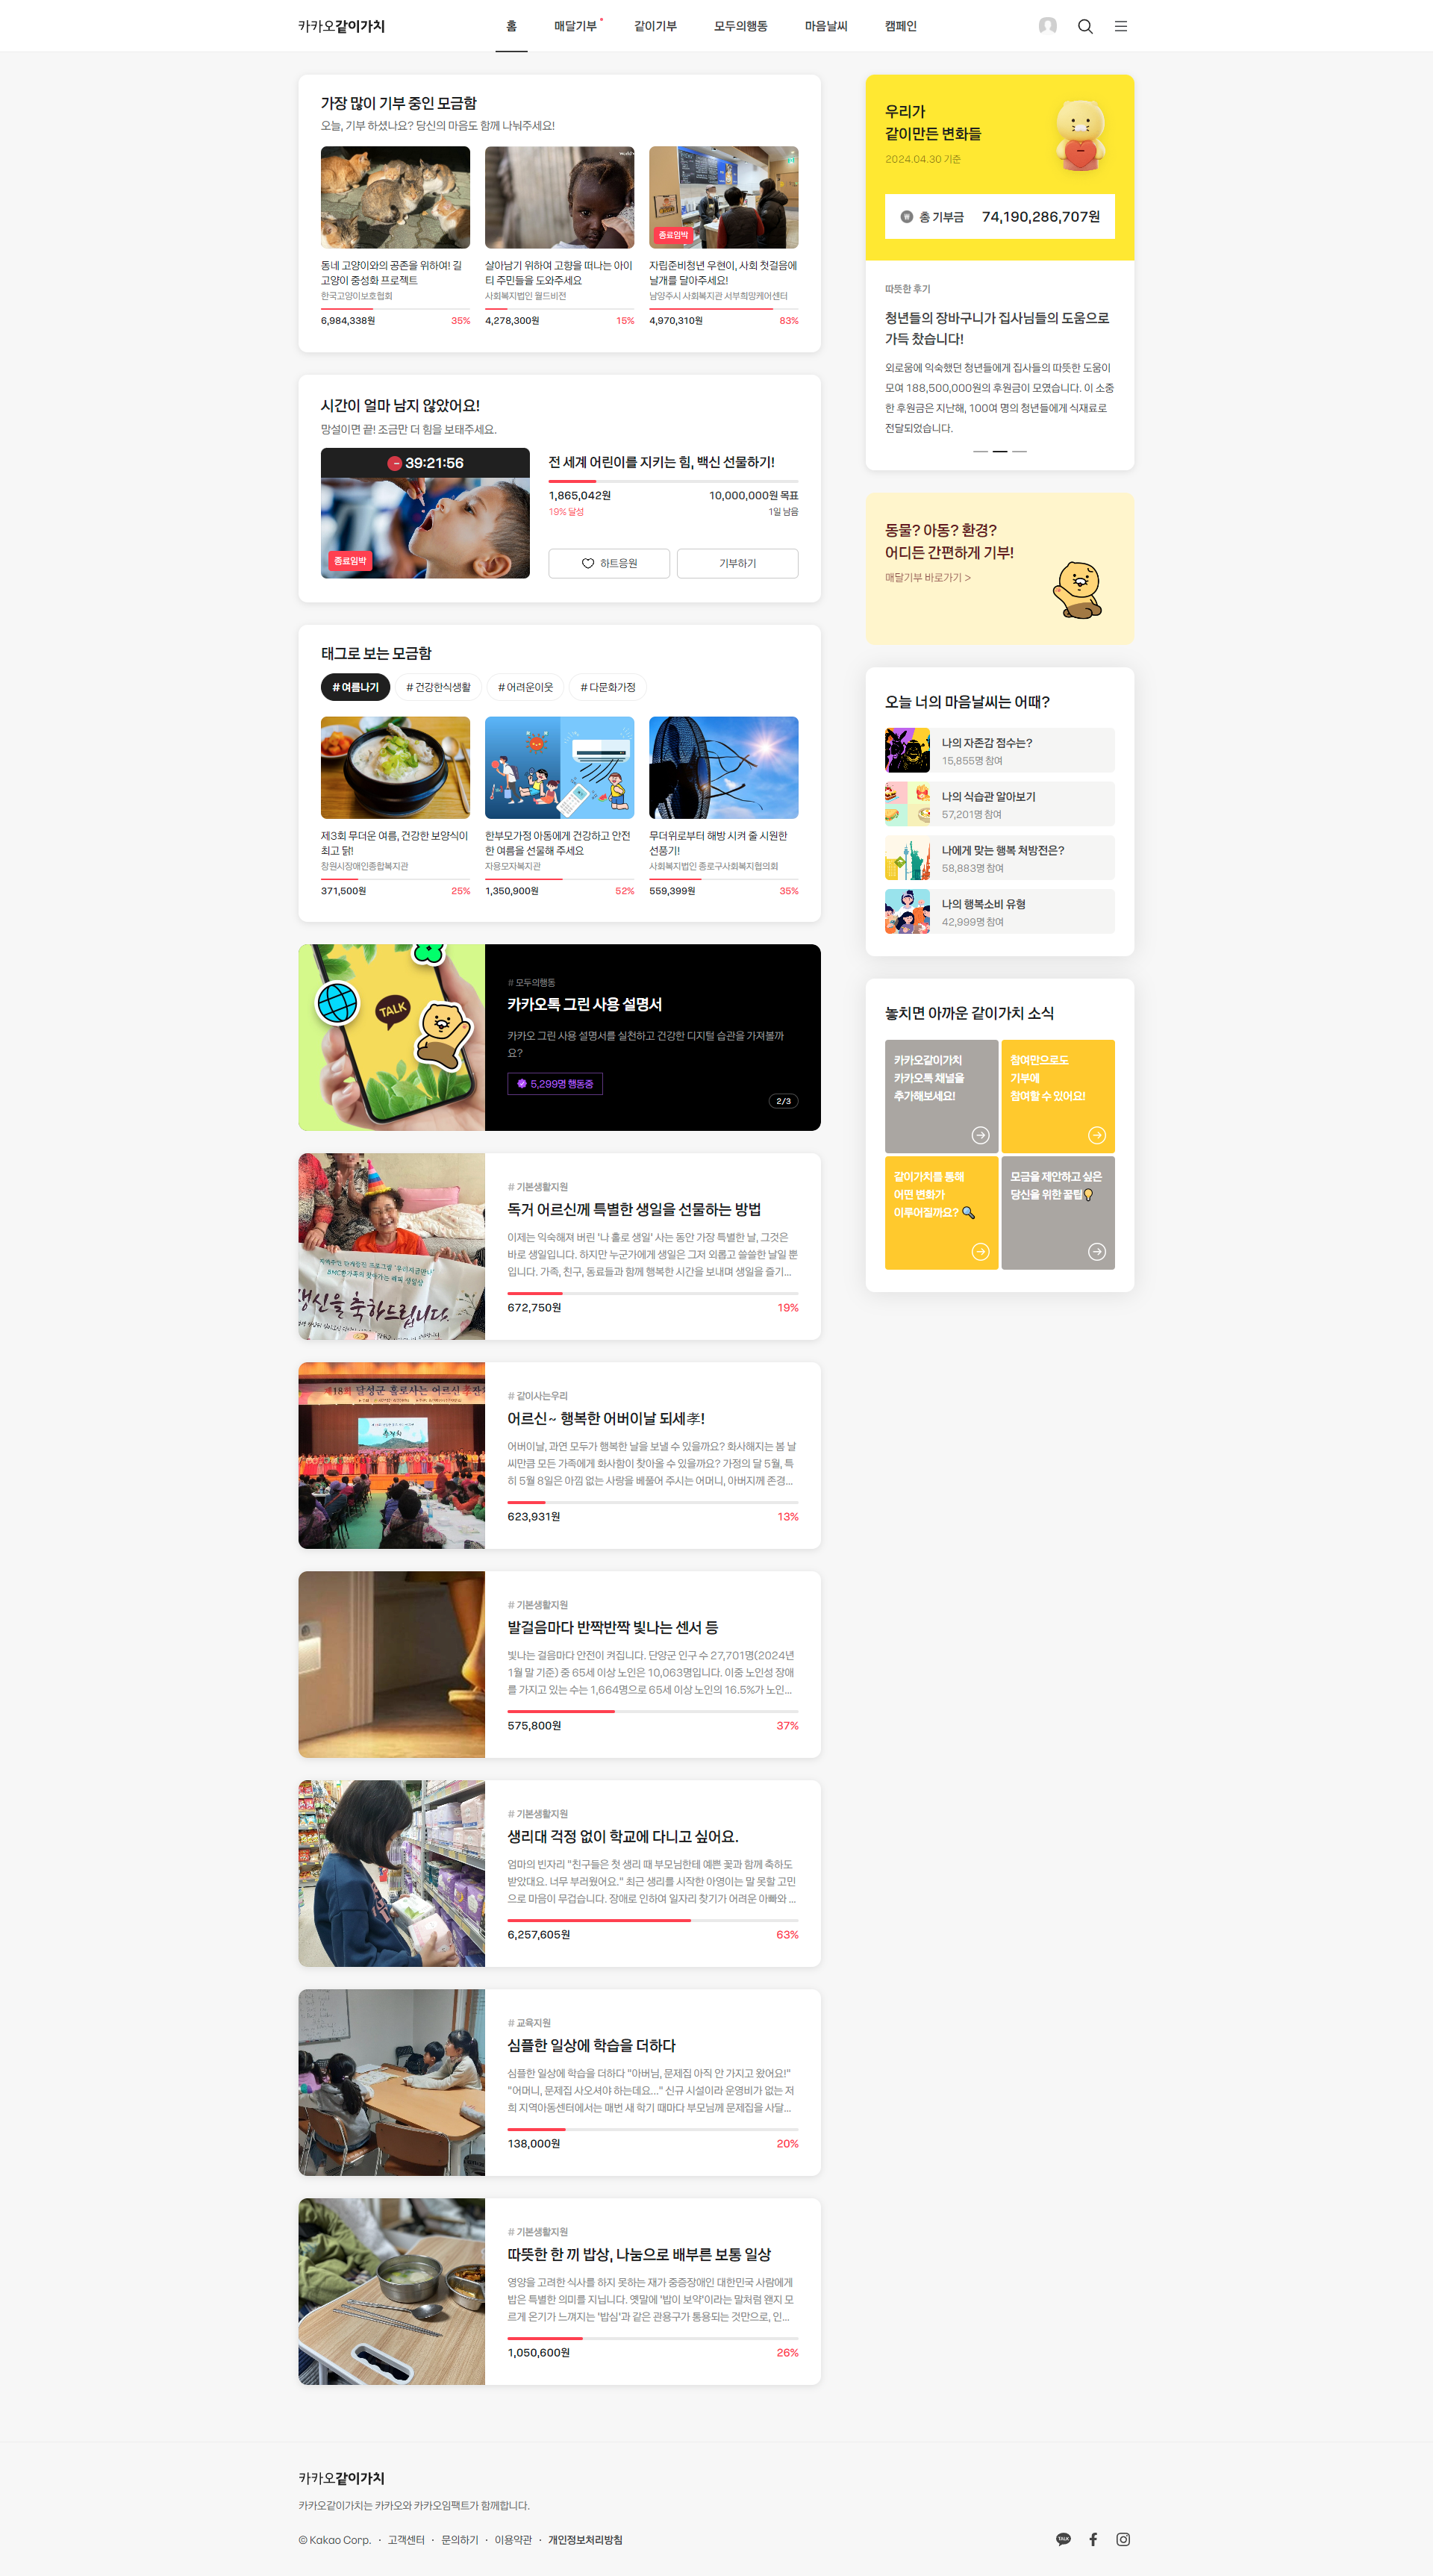 카카오같이가치
홈
매달기부
같이기부
모두의행동
마음날씨
캠페인
가장 많이 기부 중인 모금함
오늘, 기부 하셨나요? 당신의 마음도 함께 나눠주세요!
동네 고양이와의 공존을 위하여! 길
고양이 중성화 프로젝트
한국고양이보호협회
6,984,338원
35%
살아남기 위하여 고향을 떠나는 아이
티 주민들을 도와주세요
사회복지법인 월드비전
4,278,300원
15%
종료임박
자립준비청년 우현이, 사회 첫걸음에
날개를 달아주세요!
남양주시 사회복지관 서부희망케어센터
4,970,310원
83%
시간이 얼마 남지 않았어요!
망설이면 끝! 조금만 더 힘을 보태주세요.
39:21:56
종료임박
전 세계 어린이를 지키는 힘, 백신 선물하기!
1,865,042원
10,000,000원 목표
19% 달성
1일 남음
하트응원
기부하기
태그로 보는 모금함
# 여름나기
# 건강한식생활
# 어려운이웃
# 다문화가정
제3회 무더운 여름, 건강한 보양식이
최고 닭!
창원시장애인종합복지관
371,500원
25%
한부모가정 아동에게 건강하고 안전
한 여름을 선물해 주세요
자용모자복지관
1,350,900원
52%
무더위로부터 해방 시켜 줄 시원한
선풍기!
사회복지법인 종로구사회복지협의회
559,399원
35%
TALK
# 모두의행동
카카오톡 그린 사용 설명서
카카오 그린 사용 설명서를 실천하고 건강한 디지털 습관을 가져볼까
요?
5,299명 행동중
2/3
생신을 축하드립니다.
# 기본생활지원
독거 어르신께 특별한 생일을 선물하는 방법
이제는 익숙해져 버린 '나 홀로 생일' 사는 동안 가장 특별한 날, 그것은
바로 생일입니다. 하지만 누군가에게 생일은 그저 외롭고 쓸쓸한 날일 뿐
입니다. 가족, 친구, 동료들과 함께 행복한 시간을 보내며 생일을 즐기...
672,750원
19%
제18회 달성군 홀로사는 어르신
# 같이사는우리
어르신~ 행복한 어버이날 되세孝!
어버이날, 과연 모두가 행복한 날을 보낼 수 있을까요? 화사해지는 봄 날
씨만큼 모든 가족에게 화사함이 찾아올 수 있을까요? 가정의 달 5월, 특
히 5월 8일은 아낌 없는 사랑을 베풀어 주시는 어머니, 아버지께 존경...
623,931원
13%
# 기본생활지원
발걸음마다 반짝반짝 빛나는 센서 등
빛나는 걸음마다 안전이 켜집니다. 단양군 인구 수 27,701명(2024년
1월 말 기준) 중 65세 이상 노인은 10,063명입니다. 이중 노인성 장애
를 가지고 있는 수는 1,664명으로 65세 이상 노인의 16.5%가 노인...
575,800원
37%
# 기본생활지원
생리대 걱정 없이 학교에 다니고 싶어요.
엄마의 빈자리 "친구들은 첫 생리 때 부모님한테 예쁜 꽃과 함께 축하도
받았대요. 너무 부러웠어요." 최근 생리를 시작한 아영이는 말 못할 고민
으로 마음이 무겁습니다. 장애로 인하여 일자리 찾기가 어려운 아빠와 ...
6,257,605원
63%
# 교육지원
심플한 일상에 학습을 더하다
심플한 일상에 학습을 더하다 "아버님, 문제집 아직 안 가지고 왔어요!"
"어머니, 문제집 사오셔야 하는데요..." 신규 시설이라 운영비가 없는 저
희 지역아동센터에서는 매번 새 학기 때마다 부모님께 문제집을 사달...
138,000원
20%
# 기본생활지원
따뜻한 한 끼 밥상, 나눔으로 배부른 보통 일상
영양을 고려한 식사를 하지 못하는 재가 중증장애인 대한민국 사람에게
밥은 특별한 의미를 지닙니다. 옛말에 '밥이 보약'이라는 말처럼 왠지 모
르게 온기가 느껴지는 '밥심'과 같은 관용구가 통용되는 것만으로, 인...
1,050,600원
26%
우리가
같이만든 변화들
2024.04.30 기준
총 기부금
74,190,286,707원
따뜻한 후기
청년들의 장바구니가 집사님들의 도움으로
가득 찼습니다!
외로움에 익숙했던 청년들에게 집사들의 따뜻한 도움이
모여 188,500,000원의 후원금이 모였습니다. 이 소중
한 후원금은 지난해, 100여 명의 청년들에게 식재료로
전달되었습니다.
동물? 아동? 환경?
어디든 간편하게 기부!
매달기부 바로가기 >
오늘 너의 마음날씨는 어때?
나의 자존감 점수는?
15,855명 참여
나의 식습관 알아보기
57,201명 참여
나에게 맞는 행복 처방전은?
58,883명 참여
나의 행복소비 유형
42,999명 참여
놓치면 아까운 같이가치 소식
카카오같이가치
카카오톡 채널을
추가해보세요!
참여만으로도
기부에
참여할 수 있어요!
같이가치를 통해
어떤 변화가
이루어질까요?
모금을 제안하고 싶은
당신을 위한 꿀팁
카카오같이가치
카카오같이가치는 카카오와 카카오임팩트가 함께합니다.
© Kakao Corp. · 고객센터 · 문의하기 · 이용약관 · 개인정보처리방침
TALK